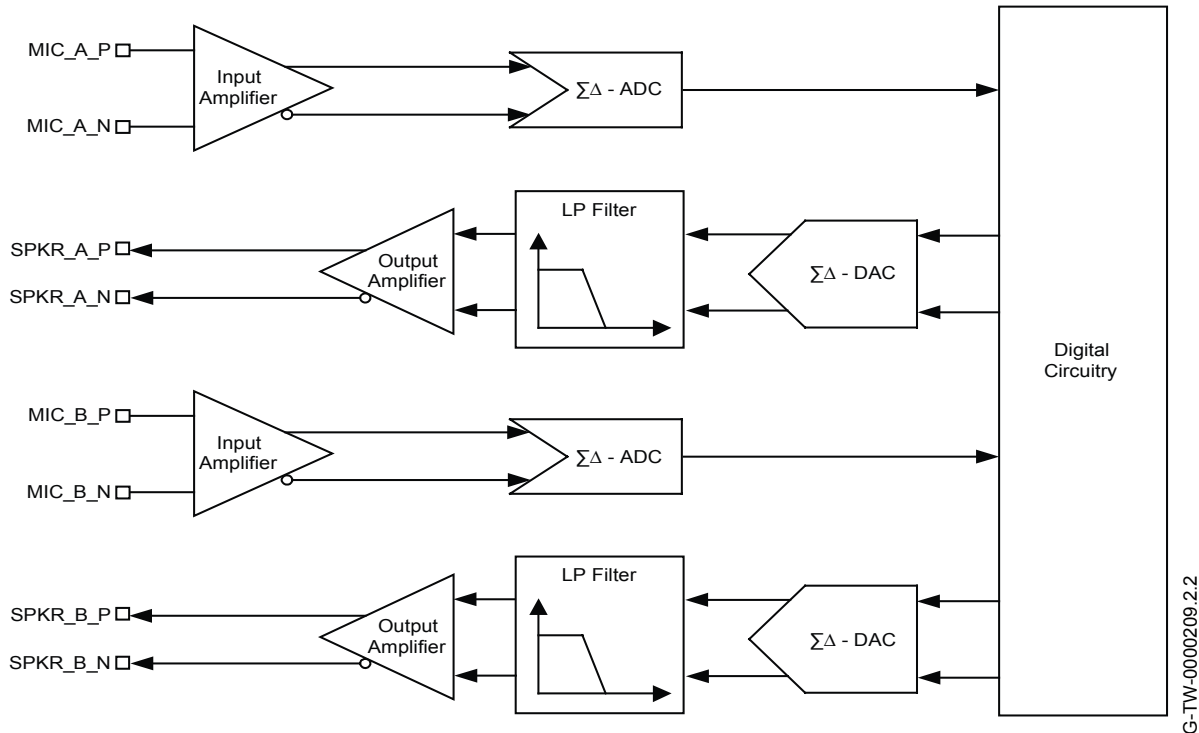 MIC_A_P
MIC_A_N
Input
Amplifier
∑∆ - ADC
SPKR_A_P
SPKR_A_N
Output
Amplifier
LP Filter
∑∆ - DAC
Digital
Circuitry
MIC_B_P
MIC_B_N
Input
Amplifier
∑∆ - ADC
SPKR_B_P
SPKR_B_N
Output
Amplifier
LP Filter
∑∆ - DAC
G-TW-0000209.2.2